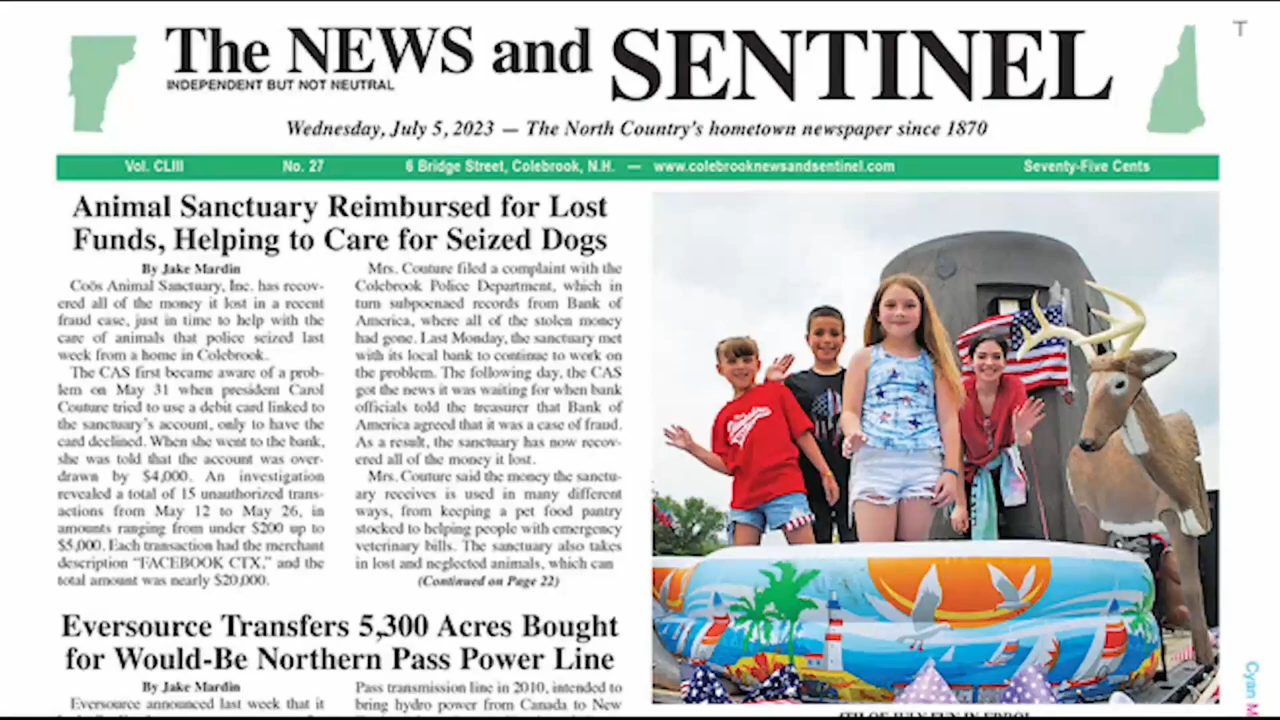 The NEWS and SENTINEL
INDEPENDENT BUT NOT NEUTRAL
T
Wednesday, July 5, 2023 — The North Country's hometown newspaper since 1870
Vol. CLIII No. 27 6 Bridge Street, Colebrook, N.H. — www.colebrooknewsandsentinel.com Seventy-Five Cents
Animal Sanctuary Reimbursed for Lost
Funds, Helping to Care for Seized Dogs
By Jake Mardin
Coös Animal Sanctuary, Inc. has recov-
ered all of the money it lost in a recent
fraud case, just in time to help with the
care of animals that police seized last
week from a home in Colebrook.
The CAS first became aware of a prob-
lem on May 31 when president Carol
Couture tried to use a debit card linked to
the sanctuary's account, only to have the
card declined. When she went to the bank,
she was told that the account was over-
drawn by $4,000. An investigation
revealed a total of 15 unauthorized trans-
actions from May 12 to May 26, in
amounts ranging from under $200 up to
$5,000. Each transaction had the merchant
description "FACEBOOK CTX," and the
total amount was nearly $20,000.
Mrs. Couture filed a complaint with the
Colebrook Police Department, which in
turn subpoenaed records from Bank of
America, where all of the stolen money
had gone. Last Monday, the sanctuary met
with its local bank to continue to work on
the problem. The following day, the CAS
got the news it was waiting for when bank
officials told the treasurer that Bank of
America agreed that it was a case of fraud.
As a result, the sanctuary has now recov-
ered all of the money it lost.
Mrs. Couture said the money the sanctu-
ary receives is used in many different
ways, from keeping a pet food pantry
stocked to helping people with emergency
veterinary bills. The sanctuary also takes
in lost and neglected animals, which can
(Continued on Page 22)
Eversource Transfers 5,300 Acres Bought
for Would-Be Northern Pass Power Line
By Jake Mardin
Eversource announced last week that it
Pass transmission line in 2010, intended to
bring hydro power from Canada to New
4TH OF JULY FUN IN ERROL
Cyan M